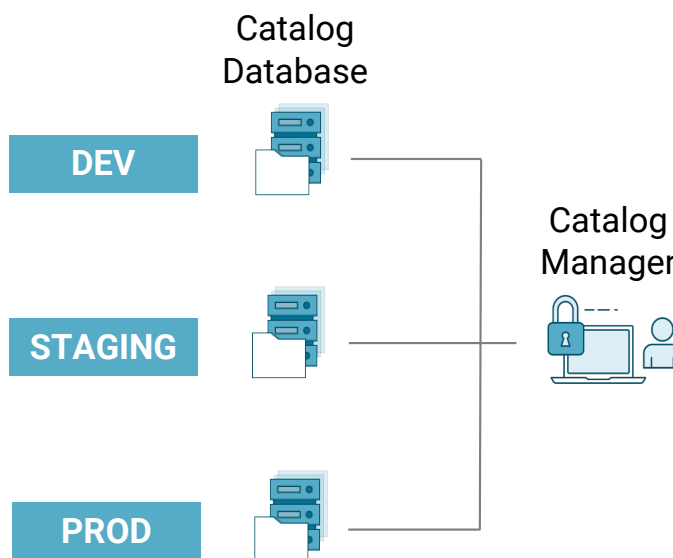 Catalog
Database
DEV
Catalog
Manager
STAGING
PROD